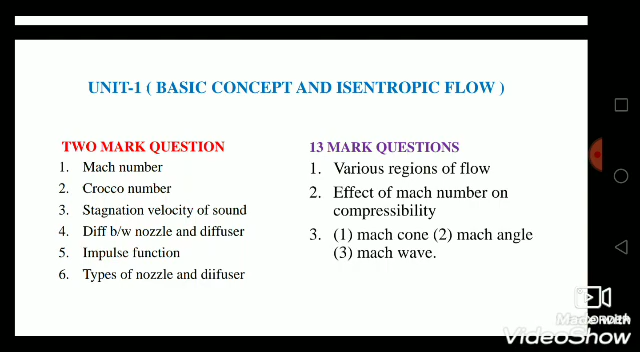 UNIT-1 ( BASIC CONCEPT AND ISENTROPIC FLOW )
TWO MARK QUESTION
1. Mach number
2. Crocco number
3. Stagnation velocity of sound
4. Diff b/w nozzle and diffuser
5. Impulse function
6. Types of nozzle and diifuser
13 MARK QUESTIONS
1. Various regions of flow
2. Effect of mach number on
compressibility
3. (1) mach cone (2) mach angle
(3) mach wave.
Made with
VideoShow